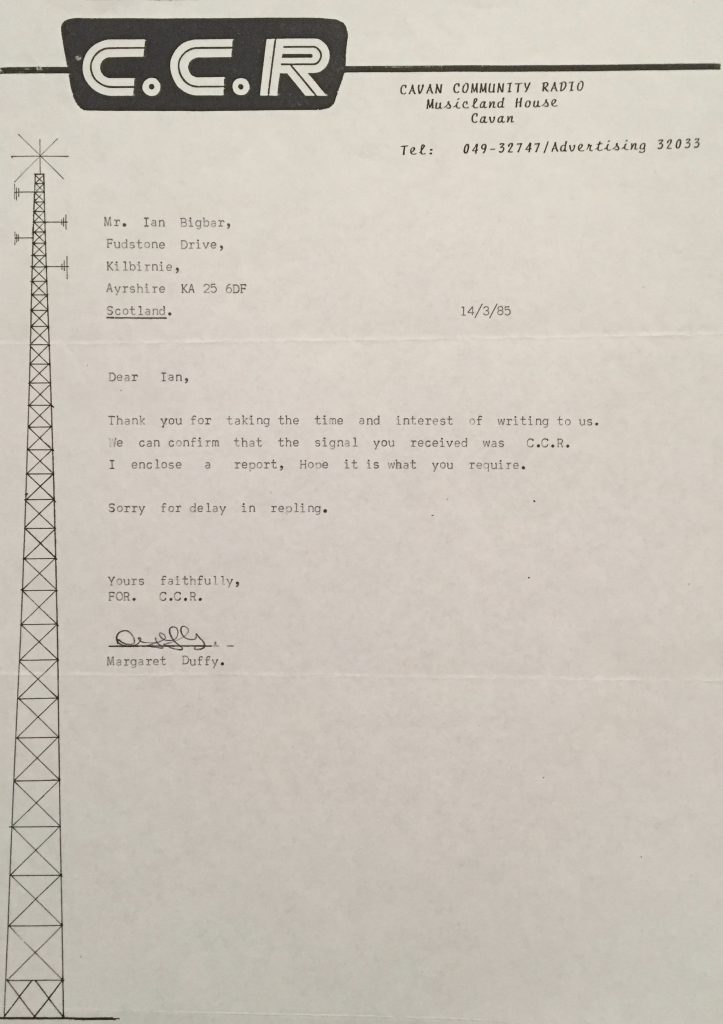 C.C.R
CAVAN COMMUNITY RADIO
Musicland House
Cavan
Tel: 049-32747/Advertising 32033
Mr. Ian Bigbar,
Fudstone Drive,
Kilbirnie,
Ayrshire KA 25 6DF
Scotland.
14/3/85
Dear Ian,
Thank you for taking the time and interest of writing to us.
We can confirm that the signal you received was C.C.R.
I enclose a report, Hope it is what you require.
Sorry for delay in repling.
Yours faithfully,
FOR. C.C.R.
Margaret Duffy.